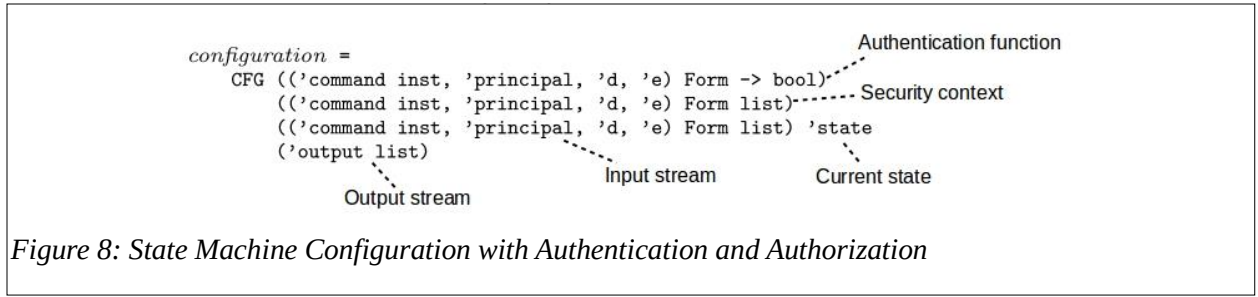 configuration =
Authentication function
CFG (('command inst, 'principal, 'd, 'e) Form -> bool)
(('command inst, 'principal, 'd, 'e) Form list)
Security context
(('command inst, 'principal, 'd, 'e) Form list) 'state
('output list)
Input stream
Current state
Output stream
Figure 8: State Machine Configuration with Authentication and Authorization